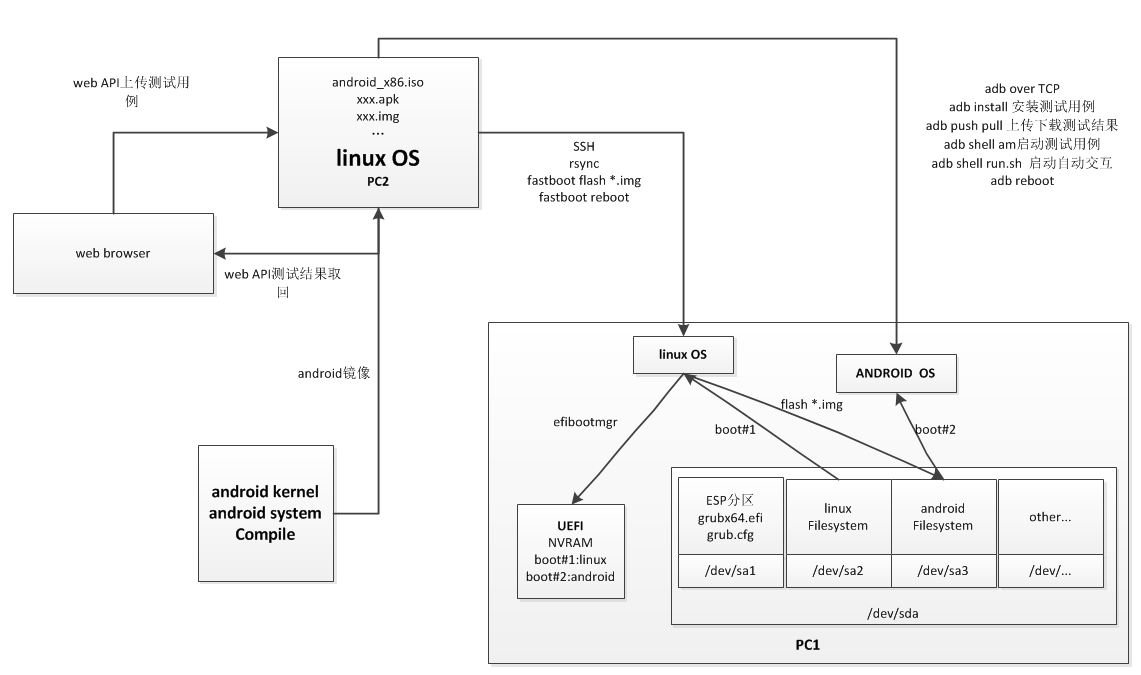 web API上传测试用
例
android_x86.iso
xxx.apk
xxx.img
...
linux OS
PC2
SSH
rsync
fastboot flash *.img
fastboot reboot
adb over TCP
adb install 安装测试用例
adb push pull 上传下载测试结果
adb shell am启动测试用例
adb shell run.sh 启动自动交互
adb reboot
web browser
web API测试结果取
回
android镜像
android kernel
android system
Compile
linux OS
ANDROID OS
efibootmgr
boot#1
flash *.img
boot#2
UEFI
NVRAM
boot#1:linux
boot#2:android
ESP分区
grubx64.efi
grub.cfg
linux
Filesystem
android
Filesystem
other...
/dev/sa1
/dev/sa2
/dev/sa3
/dev/...
/dev/sda
PC1